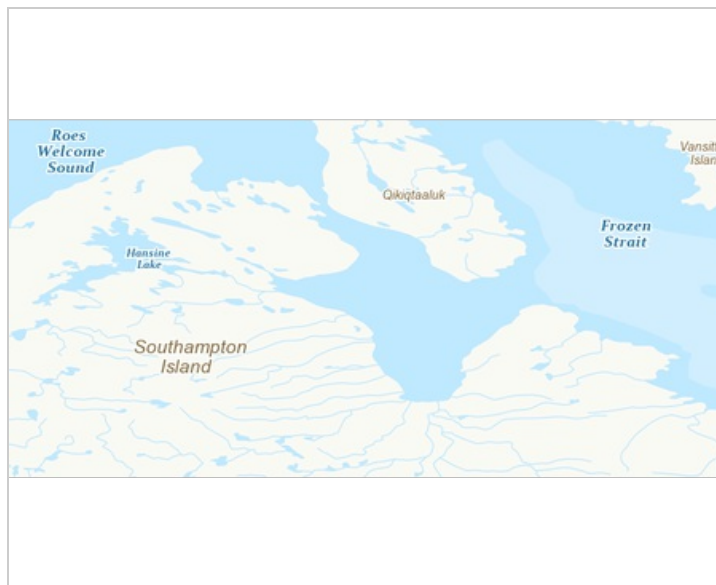 Roes
Welcome
Sound
Qikiqtaaluk
Frozen
Strait
Hansine
Lake
Southampton
Island